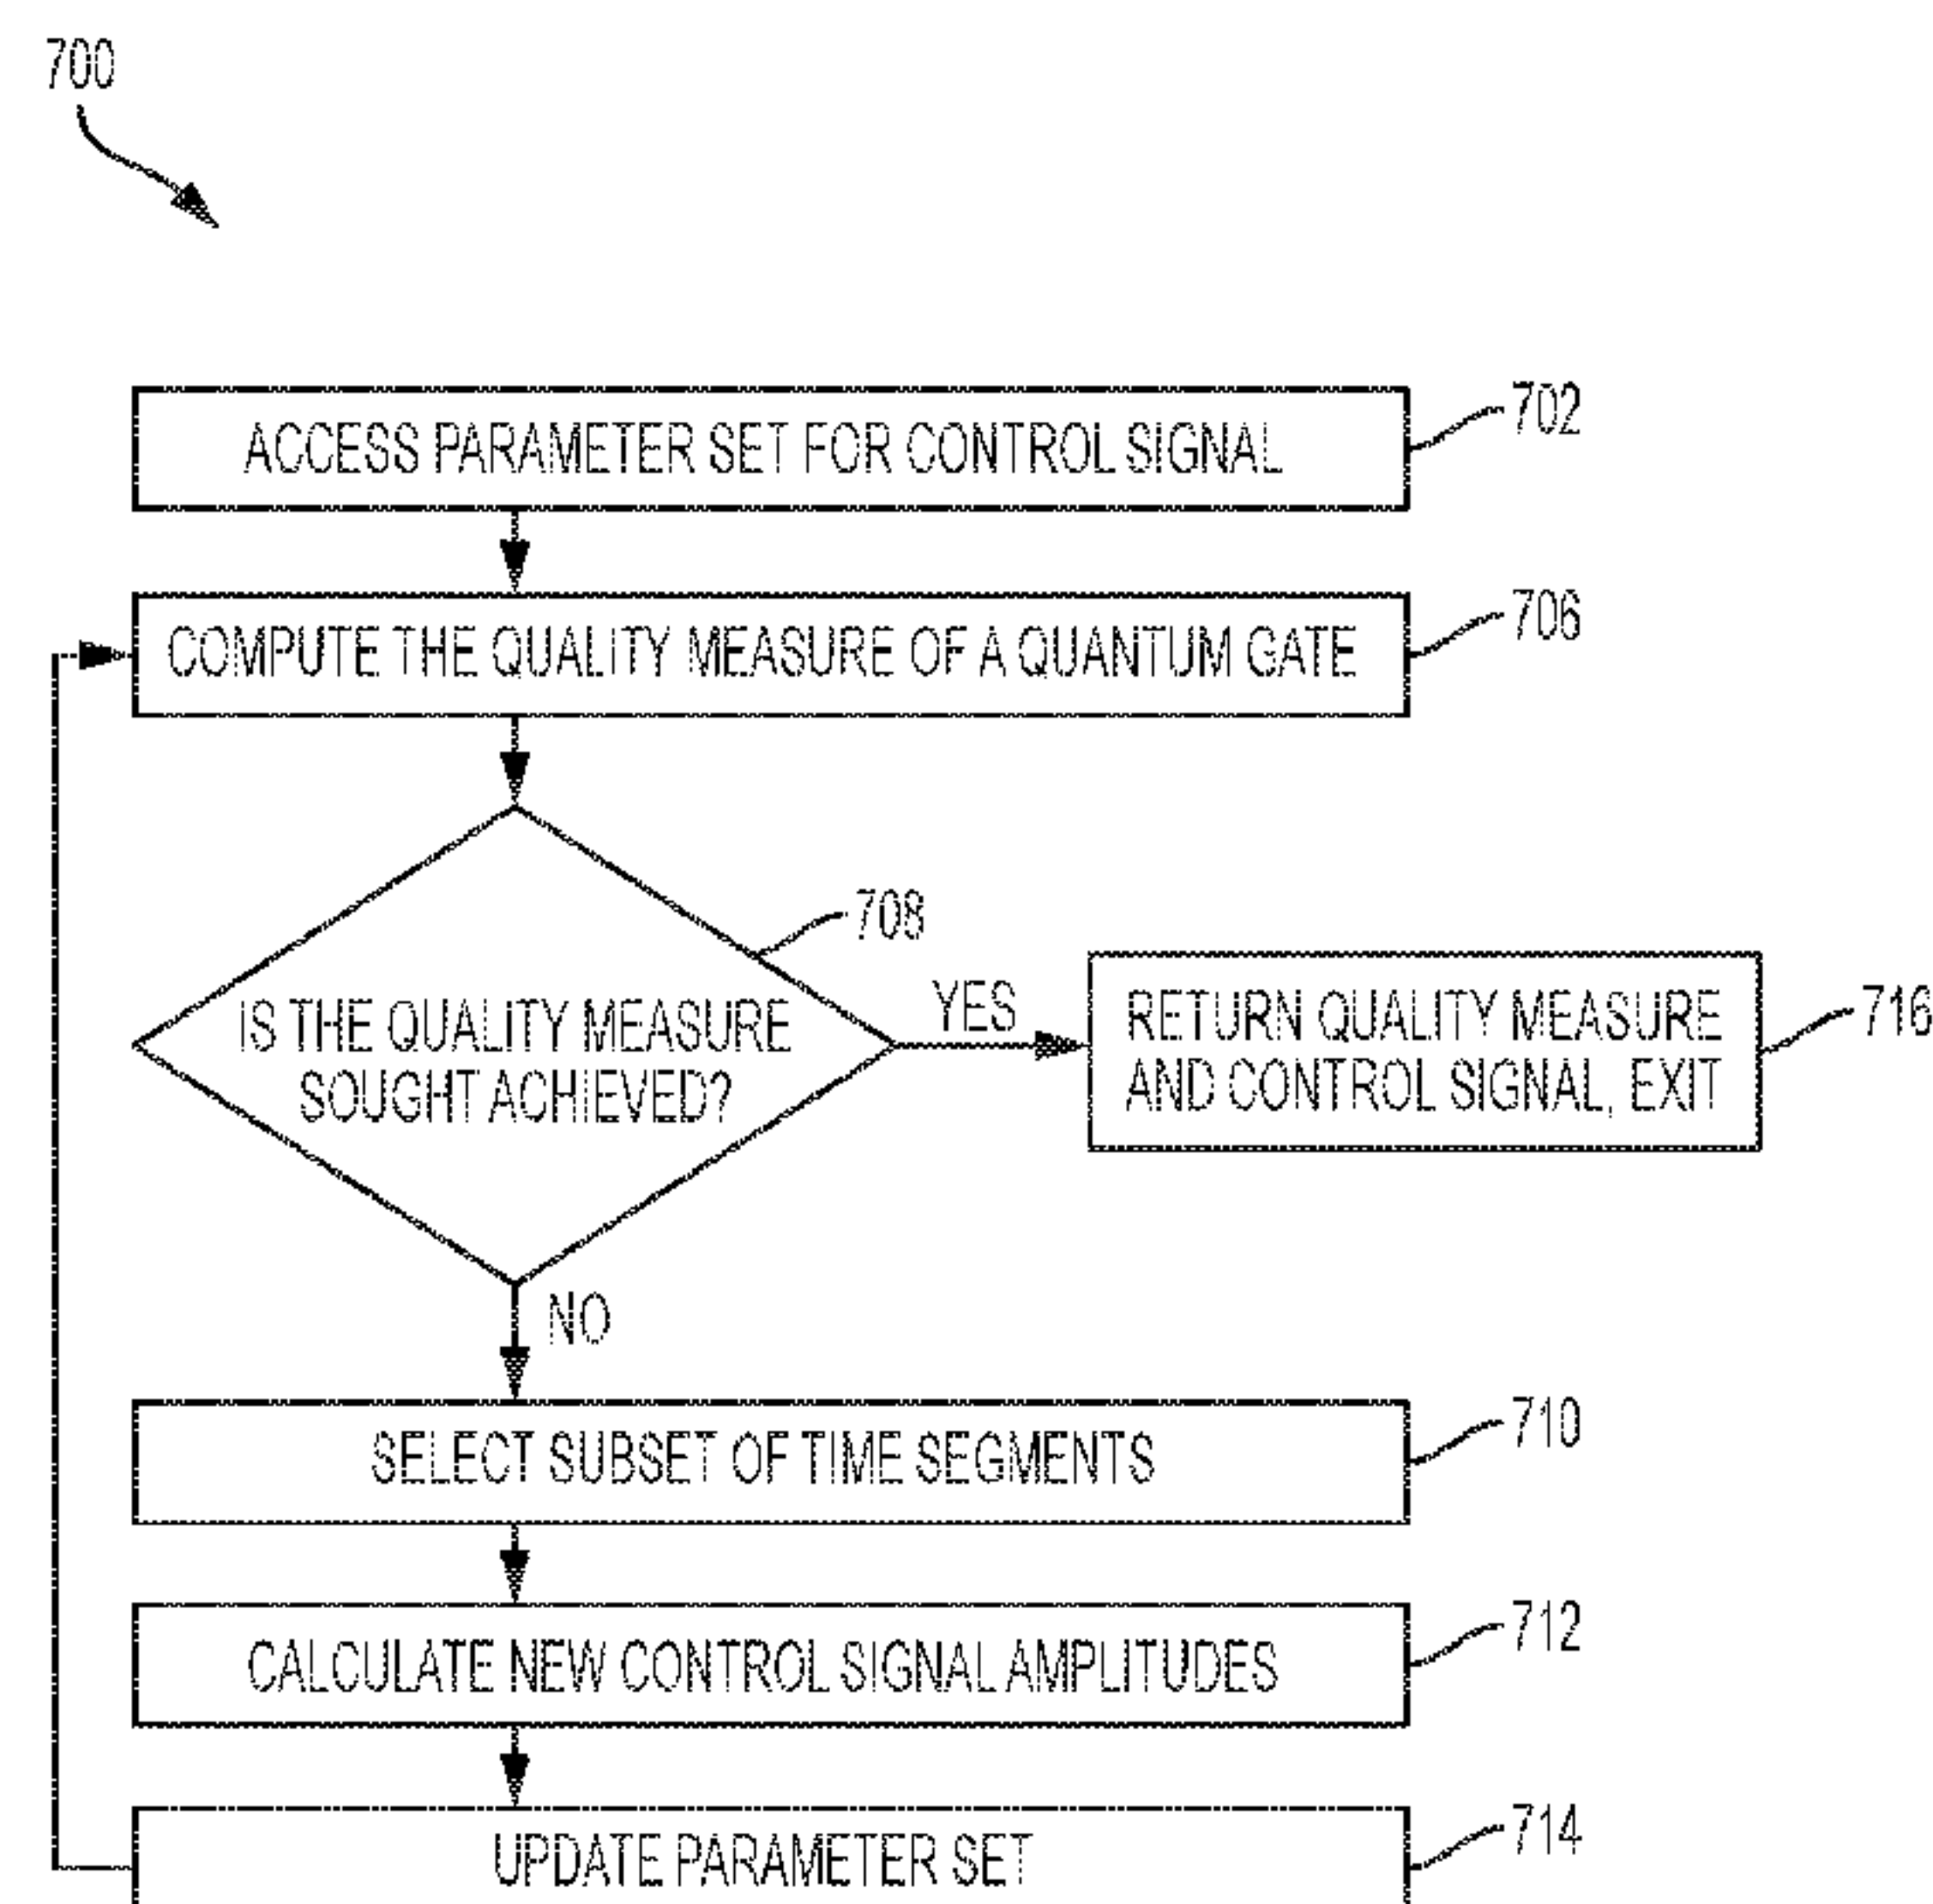 700
ACCESS PARAMETER SET FOR CONTROL SIGNAL
702
COMPUTE THE QUALITY MEASURE OF A QUANTUM GATE
706
708
IS THE QUALITY MEASURE
SOUGHT ACHIEVED?
YES
RETURN QUALITY MEASURE
AND CONTROL SIGNAL, EXIT
716
NO
SELECT SUBSET OF TIME SEGMENTS
710
CALCULATE NEW CONTROL SIGNAL AMPLITUDES
712
UPDATE PARAMETER SET
714